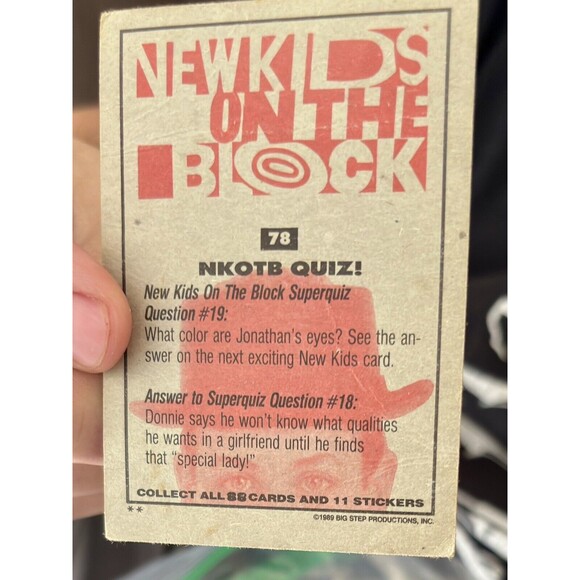 NEW KIDS
ON THE
BLOCK
78
NKOTB QUIZ!
New Kids On The Block Superquiz
Question #19:
What color are Jonathan's eyes? See the an-
swer on the next exciting New Kids card.
Answer to Superquiz Question #18:
Donnie says he won't know what qualities
he wants in a girlfriend until he finds
that "special lady!"
COLLECT ALL 88 CARDS AND 11 STICKERS
**
©1989 BIG STEP PRODUCTIONS, INC.